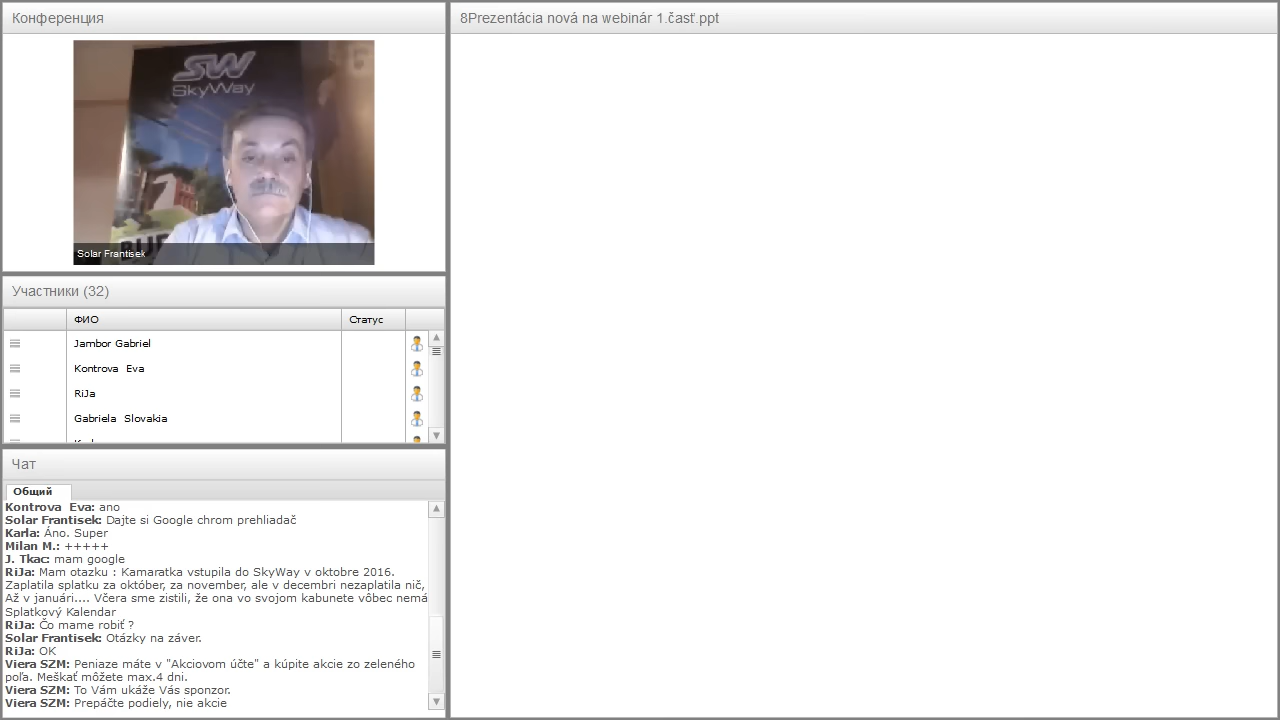 Конференция
SW
SkyWay
Solar Frantisek
Участники (32)
ФИО
Статус
Jambor Gabriel
Kontrova Eva
RiJa
Gabriela Slovakia
Чат
Общий
Kontrova Eva: ano
Solar Frantisek: Dajte si Google chrom prehliadač
Karla: Áno. Super
Milan M.: +++++
J. Tkac: mam google
RiJa: Mam otazku : Kamaratka vstupila do SkyWay v oktobre 2016.
Zaplatila splatku za október, za november, ale v decembri nezaplatila nič,
Až v januári.... Včera sme zistili, že ona vo svojom kabunete vôbec nemá
Splatkový Kalendar
RiJa: Čo mame robiť ?
Solar Frantisek: Otázky na záver.
RiJa: OK
Viera SZM: Peniaze máte v "Akciovom účte" a kúpite akcie zo zeleného
poľa. Meškať môžete max.4 dni.
Viera SZM: To Vám ukáže Vás sponzor.
Viera SZM: Prepáčte podiely, nie akcie
8Prezentácia nová na webinár 1.časť.ppt